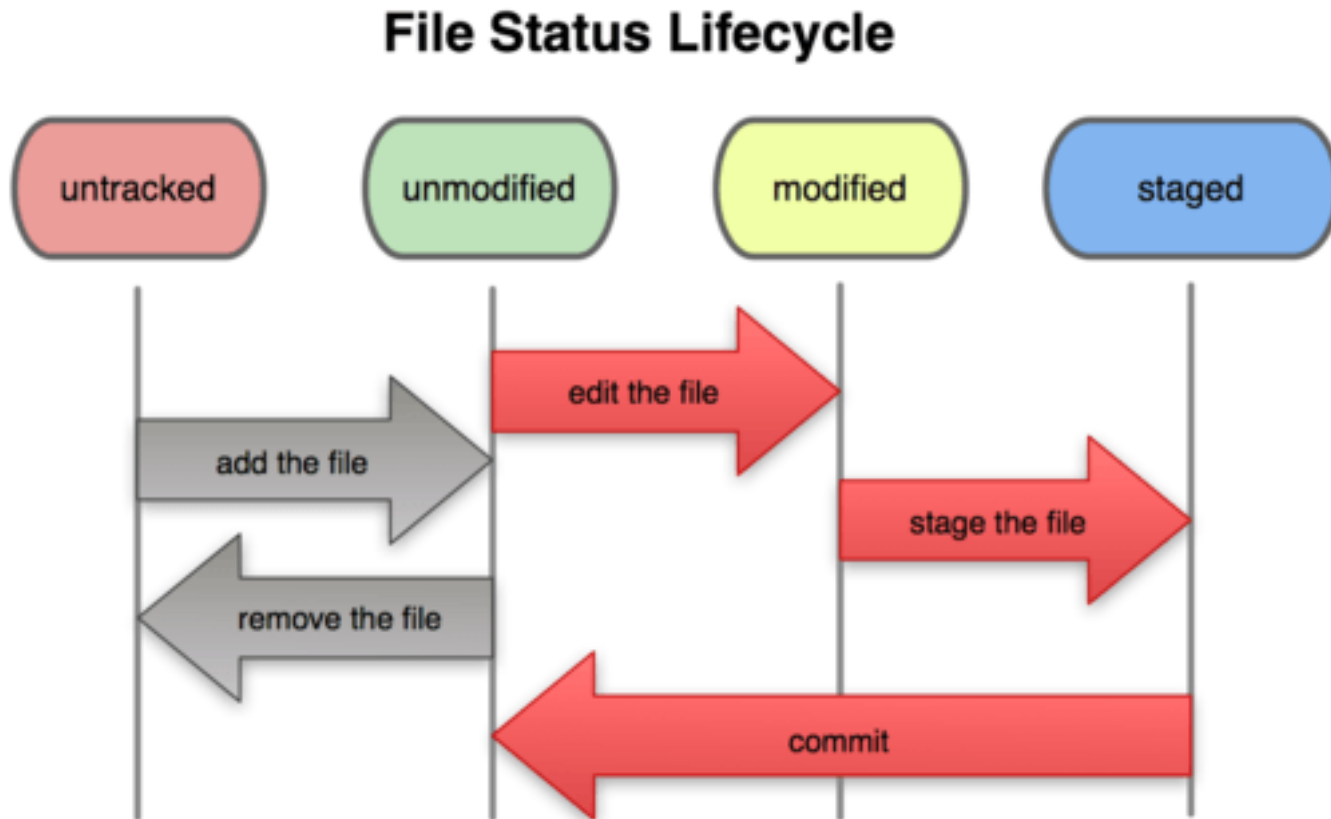 File Status Lifecycle
untracked
unmodified
modified
staged
edit the file
add the file
stage the file
remove the file
commit